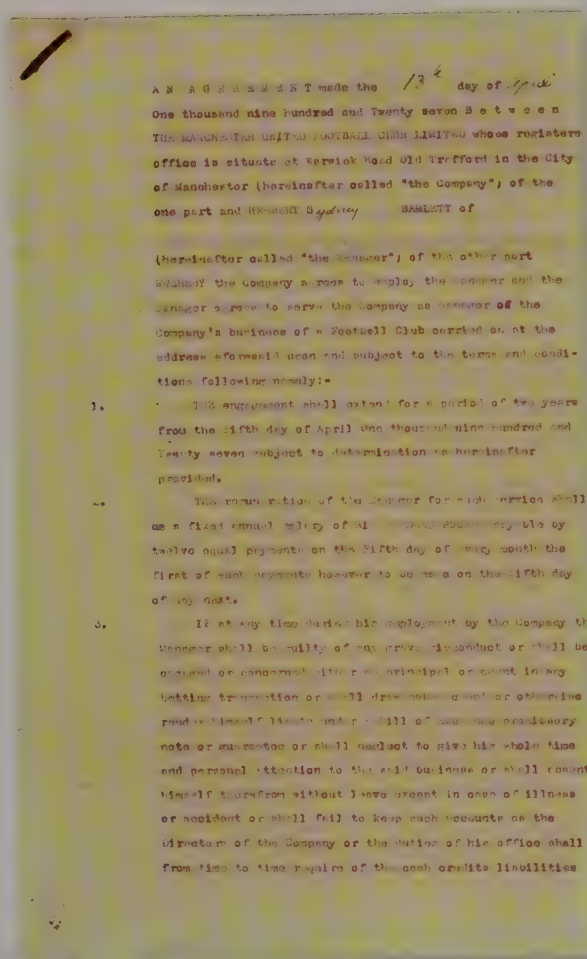 AN AGREEMENT made the 13th day of April
One thousand nine hundred and Twenty seven Between
THE MANCHESTER UNITED FOOTBALL CLUB LIMITED whose registere
office is situate at Warwick Road Old Trafford in the City
of Manchester (hereinafter called "the Company") of the
one part and HERBERT Sydney BAMLETT of
(hereinafter called "the Manager") of the other part
WHEREBY the Company agrees to employ the Manager and the
Manager agrees to serve the Company as manager of the
Company's business of a Football Club carried on at the
address aforesaid upon and subject to the terms and condi-
tions following namely:-
1. THE engagement shall extend for a period of two years
from the Fifth day of April One thousand nine hundred and
Twenty seven subject to determination as hereinafter
provided.
2. The remuneration of the Manager for such service shall
be a fixed annual salary of payable by
twelve equal payments on the Fifth day of every month the
first of such payments however to be made on the Fifth day
of May next.
3. If at any time during his employment by the Company th
Manager shall be guilty of any grave misconduct or shall be
engaged or concerned either as principal or agent in any
betting transaction or shall draw accept or otherwise
render himself liable under a Bill of promissory
note or guarantee or shall neglect to give his whole time
and personal attention to the said business or shall absent
himself therefrom without leave except in case of illness
or accident or shall fail to keep such accounts as the
Directors of the Company or the duties of his office shall
from time to time require of the cash credits liabilities